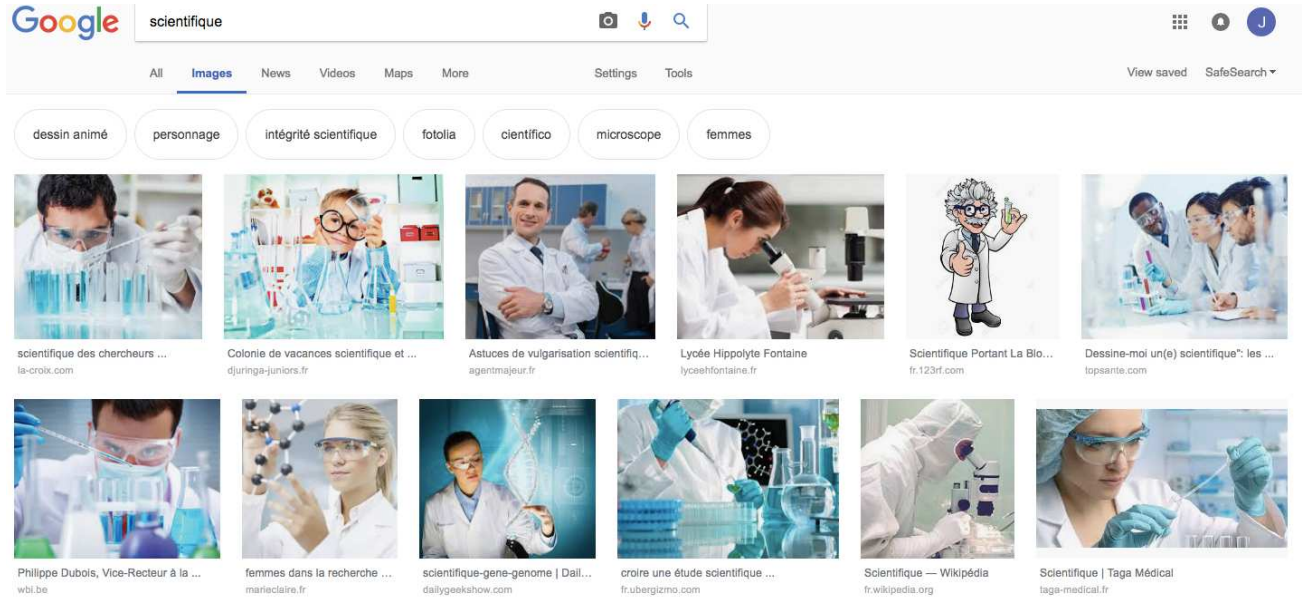 Google
scientifique
J
All Images News Videos Maps More Settings Tools View saved SafeSearch
dessin animé personnage intégrité scientifique fotolia científico microscope femmes
scientifique des chercheurs ... Colonie de vacances scientifique et ... Astuces de vulgarisation scientifiq... Lycée Hippolyte Fontaine Scientifique Portant La Blo... Dessine-moi un(e) scientifique": les ...
la-croix.com djuringa-juniors.fr agentmajeur.fr lyceehfontaine.fr fr.123rf.com topsante.com
Philippe Dubois, Vice-Recteur à la ... femmes dans la recherche ... scientifique-gene-genome | Dail... croire une étude scientifique ... Scientifique — Wikipédia Scientifique | Taga Médical
wbi.be marieclaire.fr dailygeekshow.com fr.ubergizmo.com fr.wikipedia.org taga-medical.fr